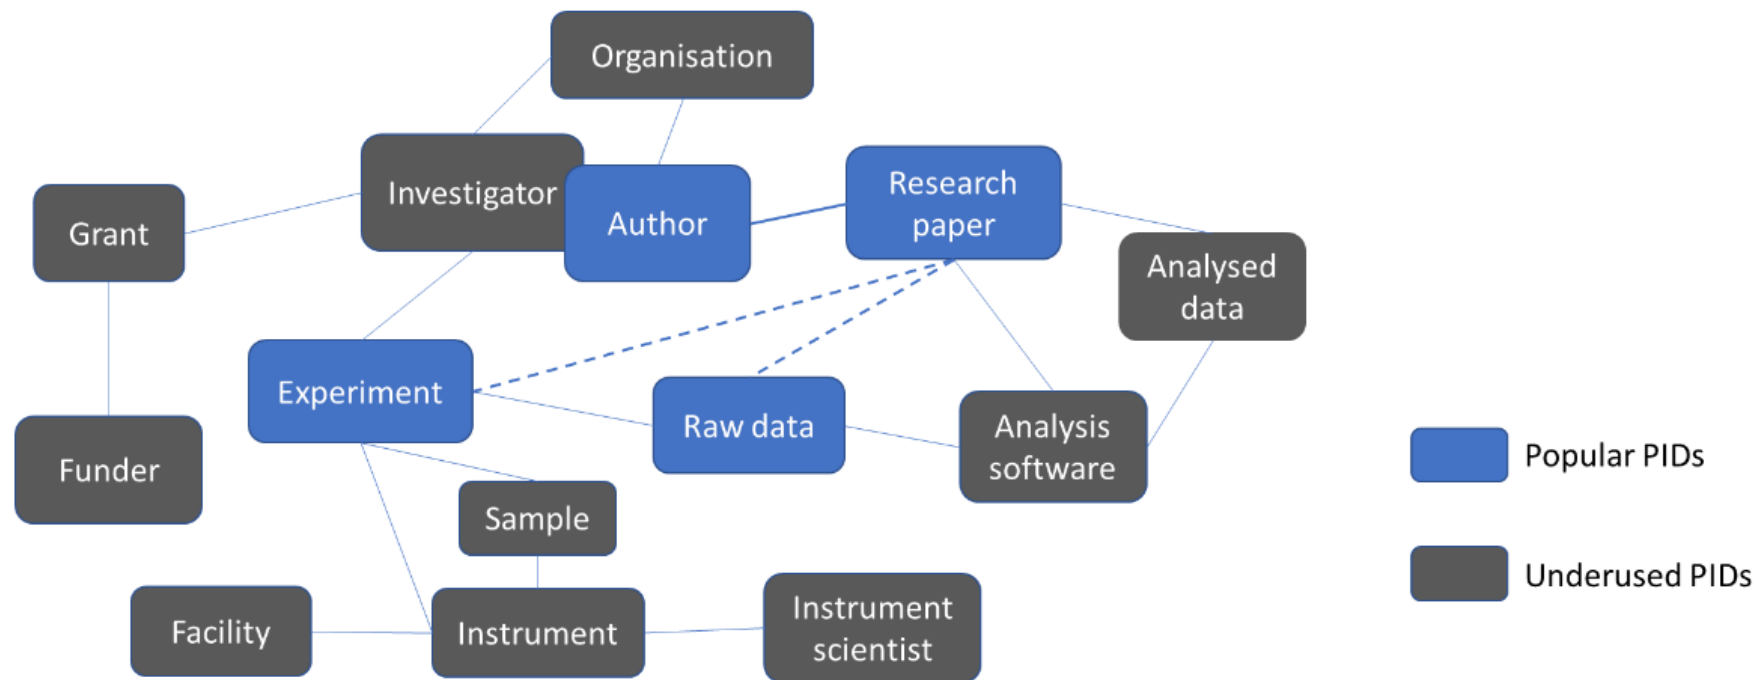 Organisation
Investigator
Author
Research
paper
Grant
Analysed
data
Experiment
Raw data
Analysis
software
Funder
Sample
Facility
Instrument
Instrument
scientist
Popular PIDs
Underused PIDs